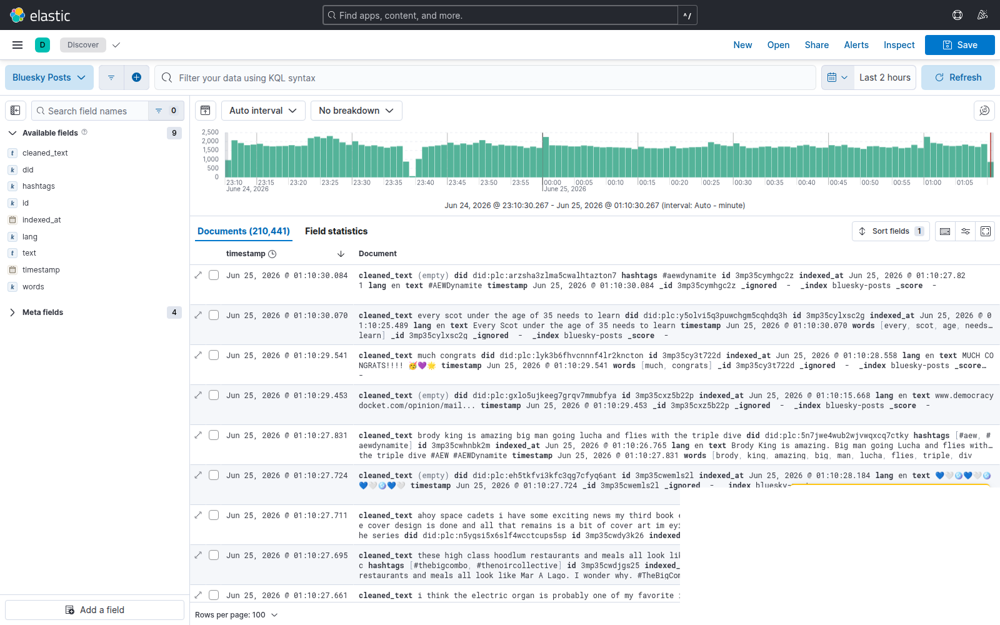 elastic
Find apps, content, and more.
^/
D
Discover
New
Open
Share
Alerts
Inspect
Save
Bluesky Posts
Filter your data using KQL syntax
Last 2 hours
Refresh
Search field names
0
Auto interval
No breakdown
Available fields
9
t cleaned_text
k did
k hashtags
k id
indexed_at
k lang
t text
timestamp
k words
Meta fields
4
Add a field
2,500
2,000
1,500
1,000
500
0
23:10 23:15 23:20 23:25 23:30 23:35 23:40 23:45 23:50 23:55 00:00 00:05 00:10 00:15 00:20 00:25 00:30 00:35 00:40 00:45 00:50 00:55 01:00 01:05
June 24, 2026 June 25, 2026
Jun 24, 2026 @ 23:10:30.267 - Jun 25, 2026 @ 01:10:30.267 (interval: Auto - minute)
Documents (210,441)
Field statistics
Sort fields 1
timestamp
Document
Jun 25, 2026 @ 01:10:30.084
cleaned_text (empty) did did:plc:arzsha3zlma5cwalhtazton7 hashtags #aewdynamite id 3mp35cymhgc2z indexed_at Jun 25, 2026 @ 01:10:27.82
1 lang en text #AEWDynamite timestamp Jun 25, 2026 @ 01:10:30.084 _id 3mp35cymhgc2z _ignored - _index bluesky-posts _score -
Jun 25, 2026 @ 01:10:30.070
cleaned_text every scot under the age of 35 needs to learn did did:plc:y5olvi5q3puwchgm5cqhdq3h id 3mp35cylxsc2g indexed_at Jun 25, 2026 @ 0
1:10:25.489 lang en text Every Scot under the age of 35 needs to learn timestamp Jun 25, 2026 @ 01:10:30.070 words [every, scot, age, needs…
learn] _id 3mp35cylxsc2g _ignored - _index bluesky-posts _score -
Jun 25, 2026 @ 01:10:29.541
cleaned_text much congrats did did:plc:lyk3b6fhvcnnnf4lr2kncton id 3mp35cy3t722d indexed_at Jun 25, 2026 @ 01:10:28.558 lang en text MUCH CO
NGRATS!!!! 🥳💜🌟 timestamp Jun 25, 2026 @ 01:10:29.541 words [much, congrats] _id 3mp35cy3t722d _ignored - _index bluesky-posts _score…
-
Jun 25, 2026 @ 01:10:29.453
cleaned_text (empty) did did:plc:gxlo5ujkeeg7grqv7mmubfya id 3mp35cxz5b22p indexed_at Jun 25, 2026 @ 01:10:15.668 lang en text www.democracy
docket.com/opinion/mail... timestamp Jun 25, 2026 @ 01:10:29.453 _id 3mp35cxz5b22p _ignored - _index bluesky-posts _score -
Jun 25, 2026 @ 01:10:27.831
cleaned_text brody king is amazing big man going lucha and flies with the triple dive did did:plc:5n7jwe4wub2wjvwqxcq7ctky hashtags [#aew, #
aewdynamite] id 3mp35cwhnbk2m indexed_at Jun 25, 2026 @ 01:10:26.765 lang en text Brody King is amazing. Big man going Lucha and flies with…
the triple dive #AEW #AEWDynamite timestamp Jun 25, 2026 @ 01:10:27.831 words [brody, king, amazing, big, man, lucha, flies, triple, div
Jun 25, 2026 @ 01:10:27.724
cleaned_text (empty) did did:plc:eh5tkfvi3kfc3qg7cfyq6ant id 3mp35cwemls2l indexed_at Jun 25, 2026 @ 01:10:28.184 lang en text 💙🤍🪩💙🤍🪩
💙🤍🪩💙🤍 timestamp Jun 25, 2026 @ 01:10:27.724 _id 3mp35cwemls2l _ignored - _index bluesky-
Jun 25, 2026 @ 01:10:27.711
cleaned_text ahoy space cadets i have some exciting news my third book
e cover design is done and all that remains is a bit of cover art im eyi
he series did did:plc:n5ygsi5x6slf4wcctcups5sp id 3mp35cwdy3k26 indexed
Jun 25, 2026 @ 01:10:27.695
cleaned_text these high class hoodlum restaurants and meals all look lik
c hashtags [#thebigcombo, #thenoircollective] id 3mp35cwdjgs25 indexed_
restaurants and meals all look like Mar A Lago. I wonder why. #TheBigCom
Jun 25, 2026 @ 01:10:27.661
cleaned_text i think the electric organ is probably one of my favorite
Rows per page: 100